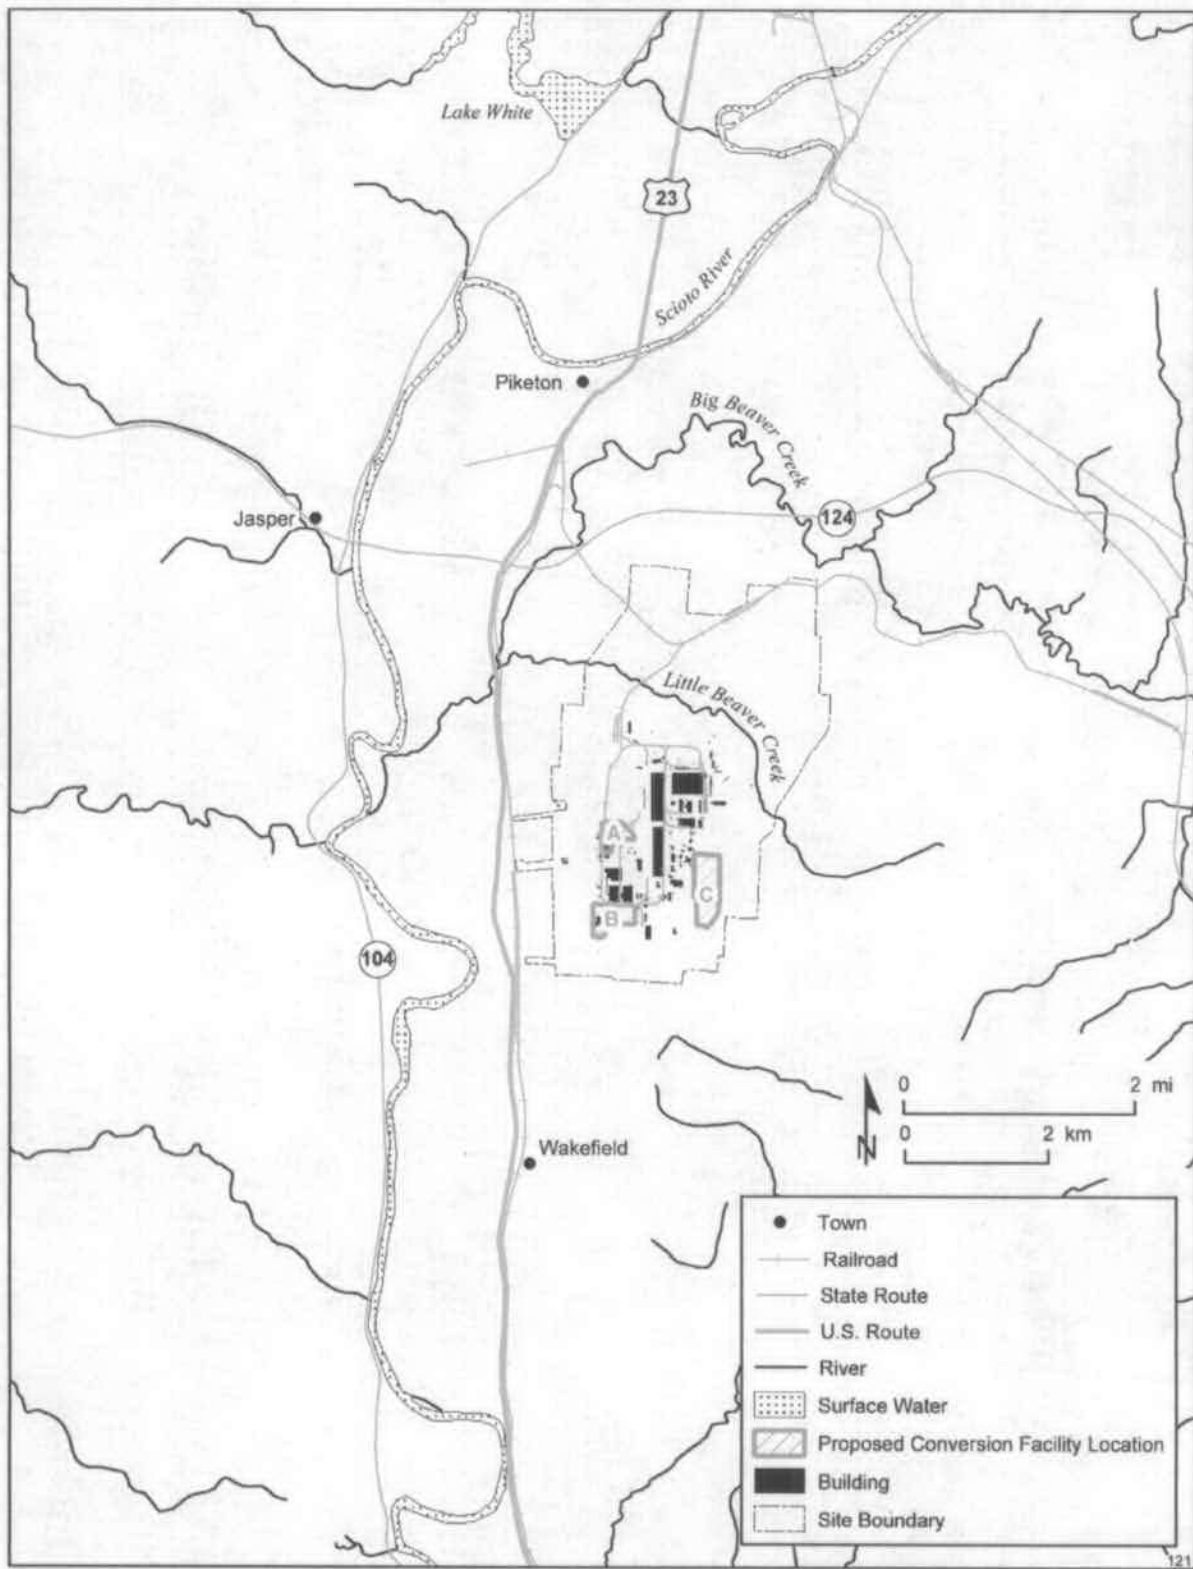 Lake White
23
Scioto River
Piketon
Big Beaver Creek
Jasper
124
Little Beaver Creek
A
B
C
104
0 2 mi
0 2 km
N
Wakefield
Town
Railroad
State Route
U.S. Route
River
Surface Water
Proposed Conversion Facility Location
Building
Site Boundary
121